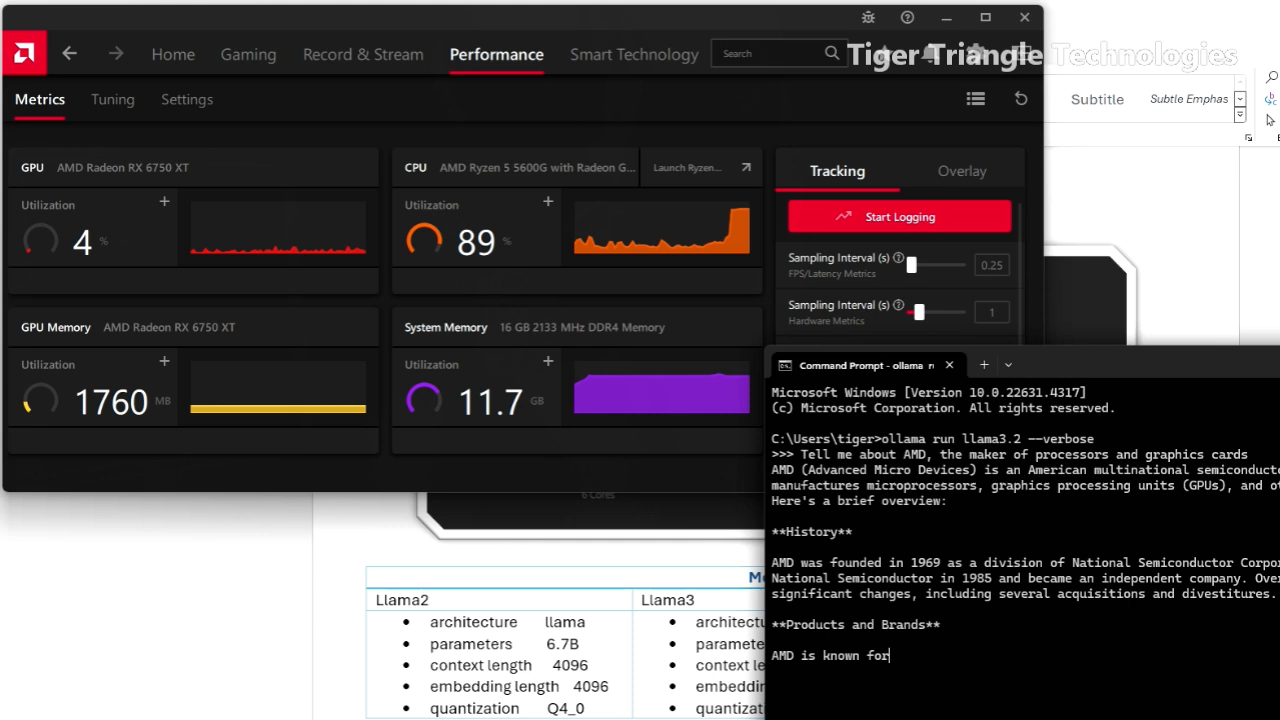 Tiger Triangle Technologies
Home Gaming Record & Stream Performance Smart Technology Search
Metrics Tuning Settings
Subtitle Subtle Emphas
GPU AMD Radeon RX 6750 XT
Utilization
4 %
CPU AMD Ryzen 5 5600G with Radeon G... Launch Ryzen...
Utilization
89 %
Tracking Overlay
Start Logging
Sampling Interval (s) 0.25
FPS/Latency Metrics
Sampling Interval (s) 1
Hardware Metrics
GPU Memory AMD Radeon RX 6750 XT
Utilization
1760 MB
System Memory 16 GB 2133 MHz DDR4 Memory
Utilization
11.7 GB
6 Cores
Command Prompt - ollama r
Microsoft Windows [Version 10.0.22631.4317]
(c) Microsoft Corporation. All rights reserved.
C:\Users\tiger>ollama run llama3.2 --verbose
>>> Tell me about AMD, the maker of processors and graphics cards
AMD (Advanced Micro Devices) is an American multinational semiconducto
manufactures microprocessors, graphics processing units (GPUs), and ot
Here's a brief overview:
**History**
AMD was founded in 1969 as a division of National Semiconductor Corpor
National Semiconductor in 1985 and became an independent company. Over
significant changes, including several acquisitions and divestitures.
**Products and Brands**
AMD is known for
Llama2
• architecture llama
• parameters 6.7B
• context length 4096
• embedding length 4096
• quantization Q4_0
Llama3
• architectu
• paramete
• context le
• embeddin
• quantizat